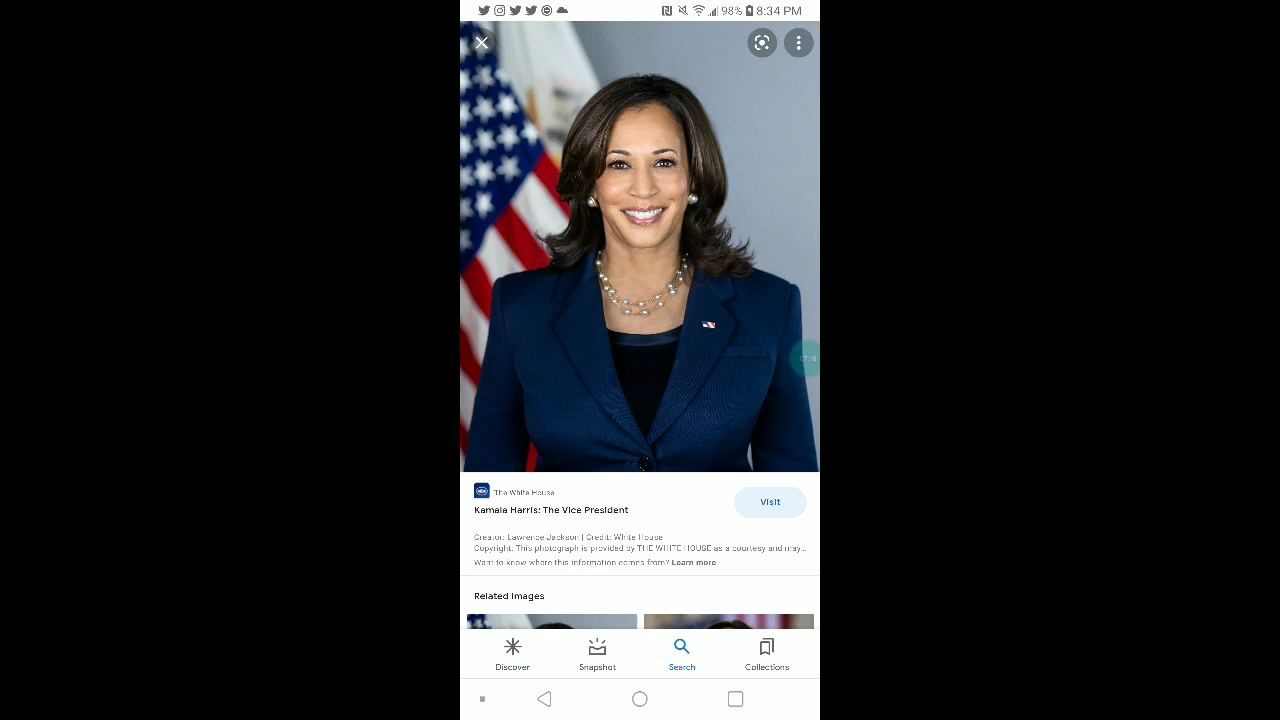 98% 8:34 PM
07:10
The White House
Kamala Harris: The Vice President
Visit
Creator: Lawrence Jackson | Credit: White House
Copyright: This photograph is provided by THE WHITE HOUSE as a courtesy and may...
Want to know where this information comes from? Learn more
Related Images
Discover Snapshot Search Collections